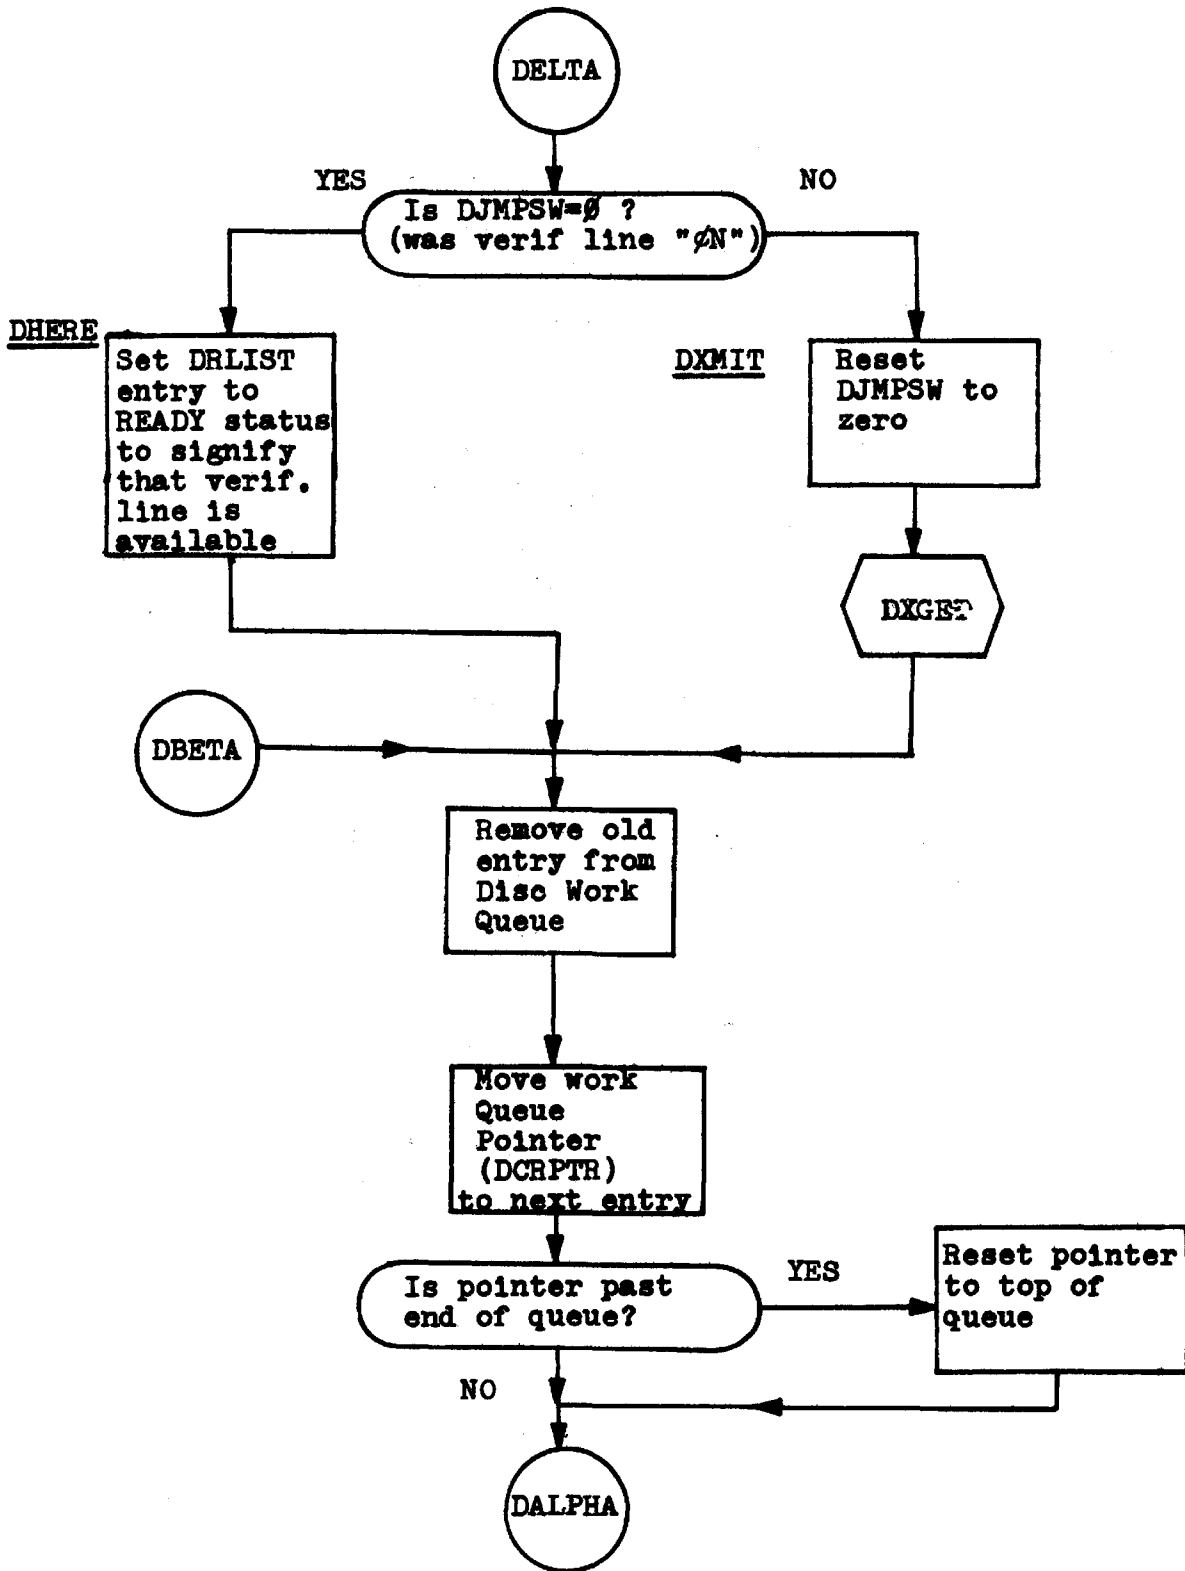 DELTA
YES
NO
Is DJMPSW=Ø ?
(was verif line "ØN")
DHERE
Set DRLIST
entry to
READY status
to signify
that verif.
line is
available
DXMIT
Reset
DJMPSW to
zero
DXGET
DBETA
Remove old
entry from
Disc Work
Queue
Move work
Queue
Pointer
(DCRPTR)
to next entry
Is pointer past
end of queue?
YES
Reset pointer
to top of
queue
NO
DALPHA